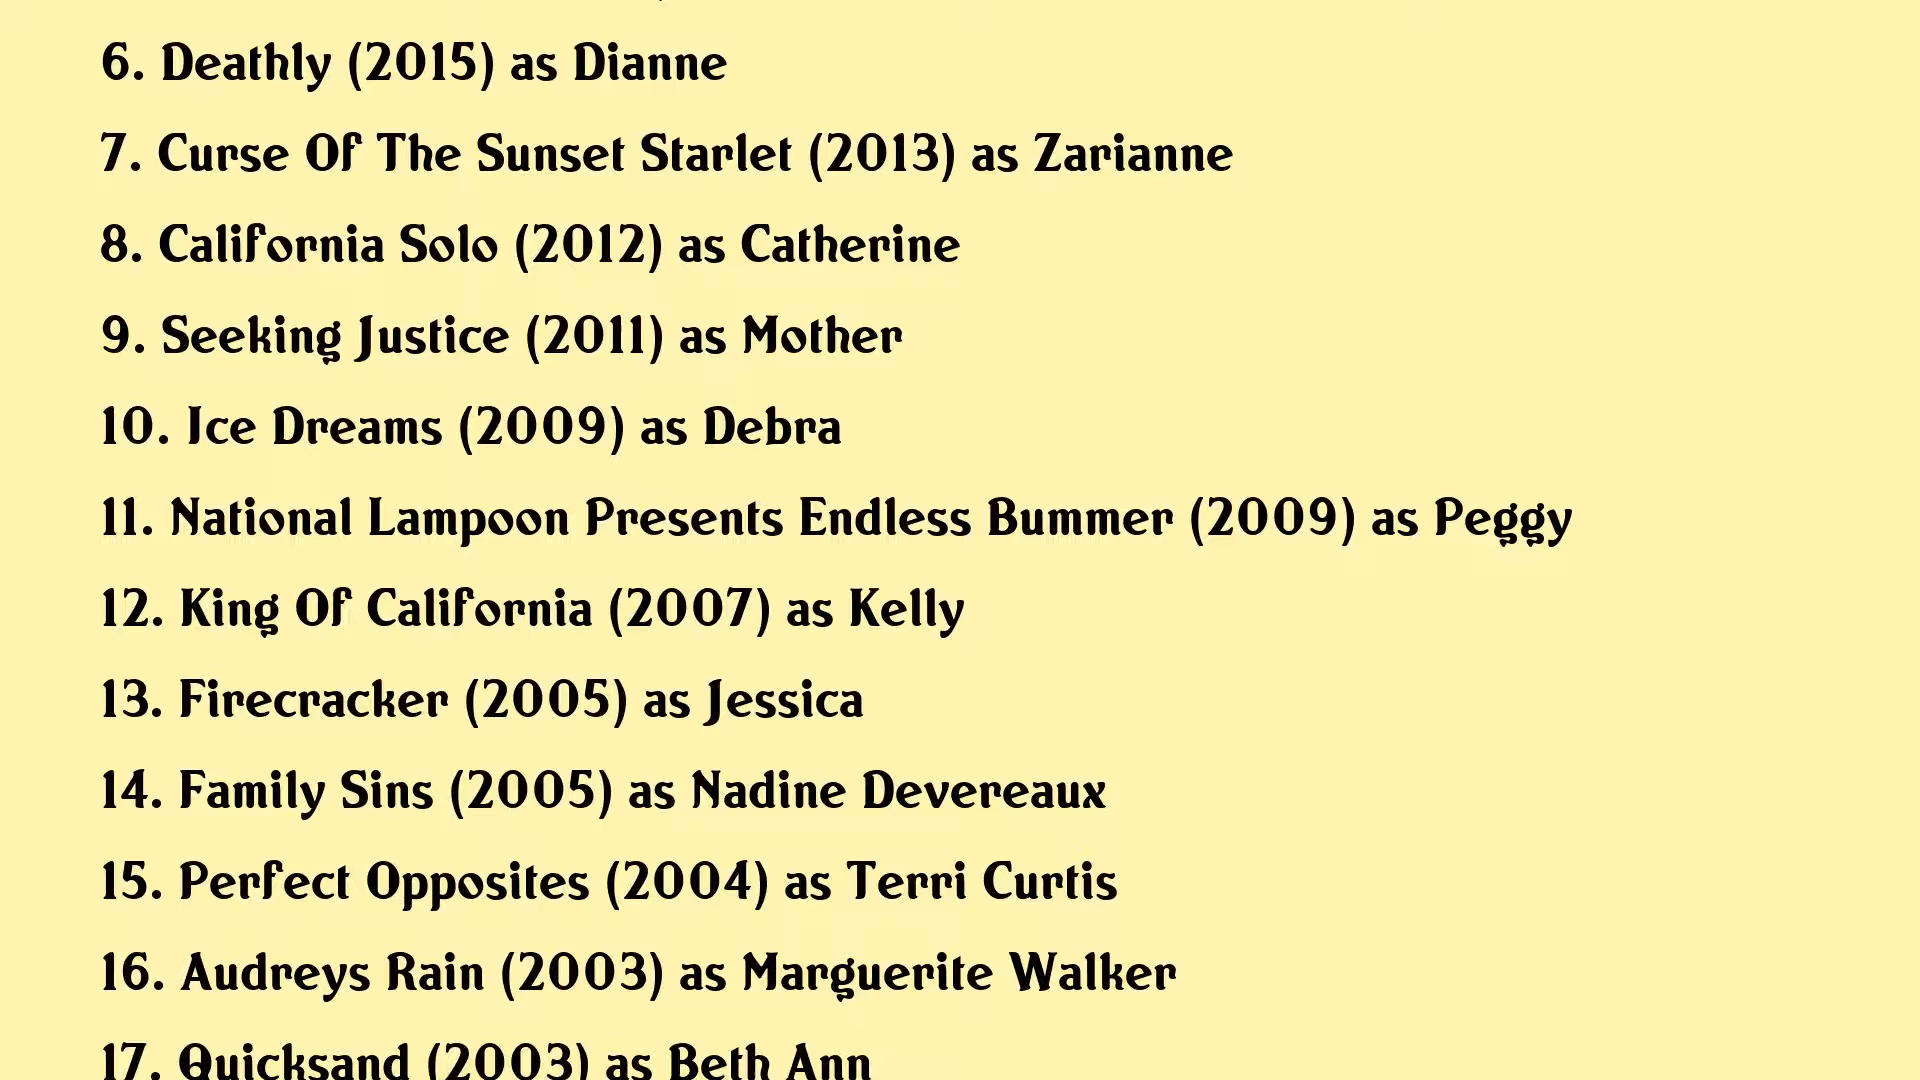 6. Deathly (2015) as Dianne
7. Curse Of The Sunset Starlet (2013) as Zarianne
8. California Solo (2012) as Catherine
9. Seeking Justice (2011) as Mother
10. Ice Dreams (2009) as Debra
11. National Lampoon Presents Endless Bummer (2009) as Peggy
12. King Of California (2007) as Kelly
13. Firecracker (2005) as Jessica
14. Family Sins (2005) as Nadine Devereaux
15. Perfect Opposites (2004) as Terri Curtis
16. Audreys Rain (2003) as Marguerite Walker
17. Quicksand (2003) as Beth Ann